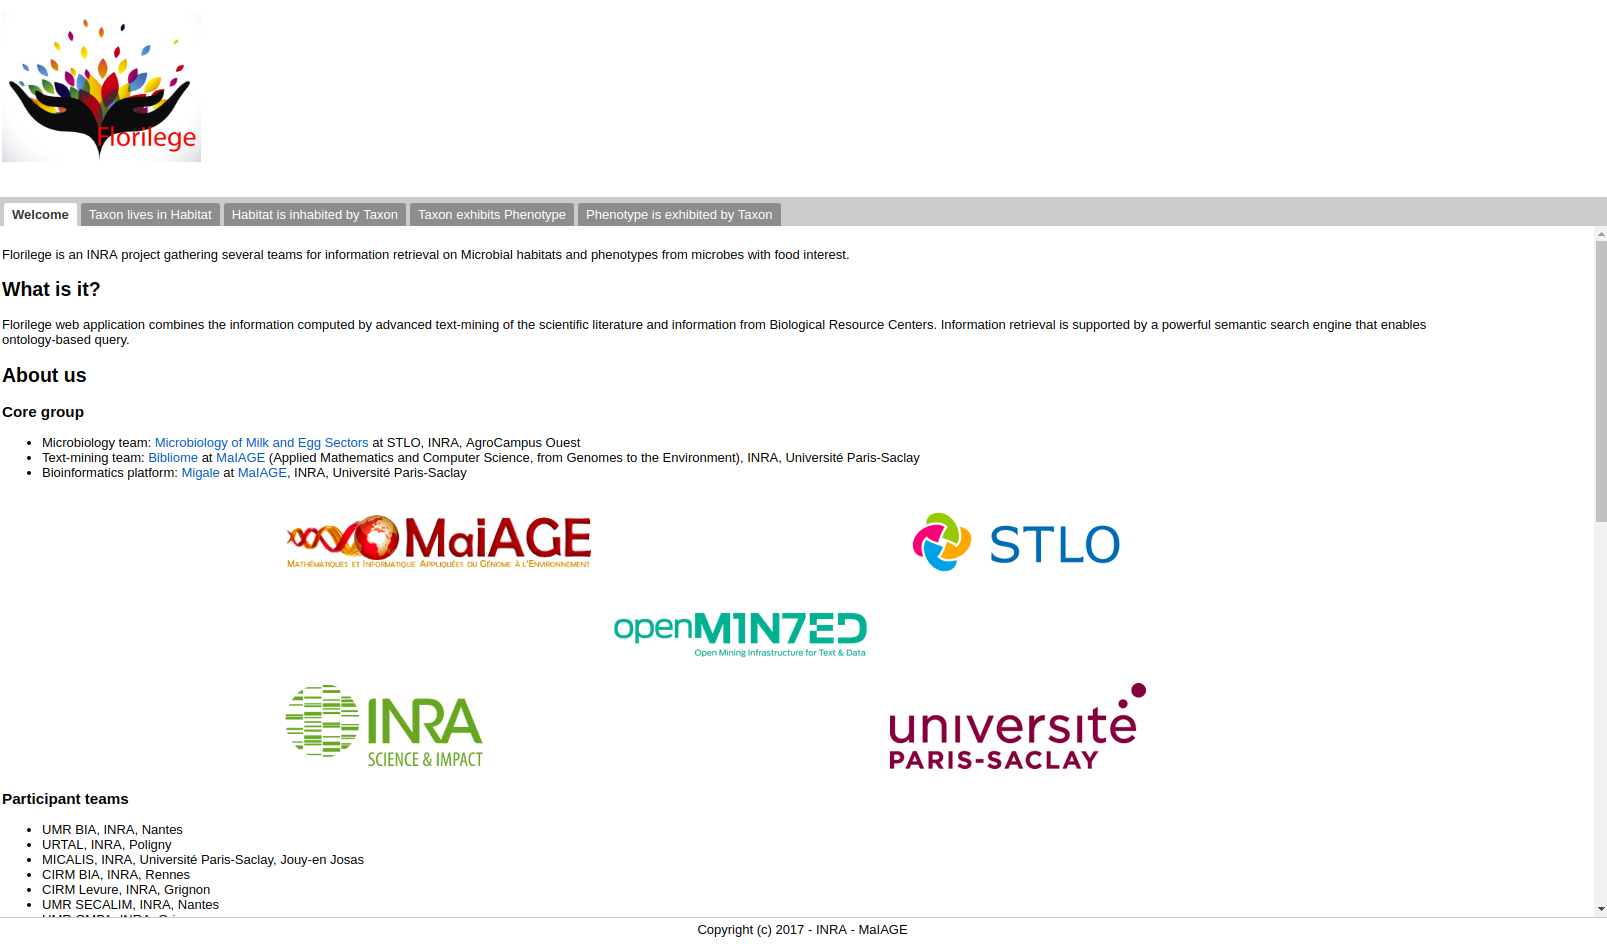 Florilege
Welcome
Taxon lives in Habitat
Habitat is inhabited by Taxon
Taxon exhibits Phenotype
Phenotype is exhibited by Taxon
Florilege is an INRA project gathering several teams for information retrieval on Microbial habitats and phenotypes from microbes with food interest.
What is it?
Florilege web application combines the information computed by advanced text-mining of the scientific literature and information from Biological Resource Centers. Information retrieval is supported by a powerful semantic search engine that enables
ontology-based query.
About us
Core group
• Microbiology team: Microbiology of Milk and Egg Sectors at STLO, INRA, AgroCampus Ouest
• Text-mining team: Bibliome at MaIAGE (Applied Mathematics and Computer Science, from Genomes to the Environment), INRA, Université Paris-Saclay
• Bioinformatics platform: Migale at MaIAGE, INRA, Université Paris-Saclay
MaiAGE
Mathématiques et Informatique Appliquées du Génome à l'Environnement
STLO
openM1N7ED
Open Mining Infrastructure for Text & Data
INRA
SCIENCE & IMPACT
université
PARIS-SACLAY
Participant teams
• UMR BIA, INRA, Nantes
• URTAL, INRA, Poligny
• MICALIS, INRA, Université Paris-Saclay, Jouy-en Josas
• CIRM BIA, INRA, Rennes
• CIRM Levure, INRA, Grignon
• UMR SECALIM, INRA, Nantes
Copyright (c) 2017 - INRA - MaIAGE